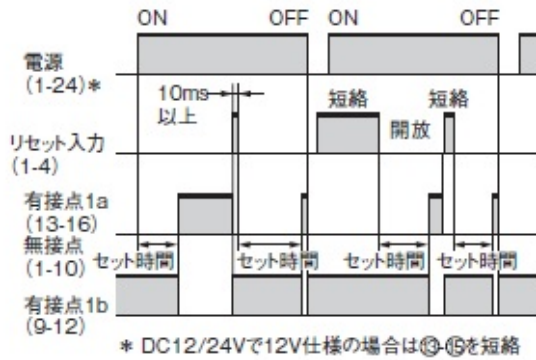 ON OFF ON OFF
電源
(1-24)*
10ms
以上
短絡 短絡
開放
リセット入力
(1-4)
有接点1a
(13-16)
無接点
(1-10)
セット時間 セット時間 セット時間 セット時間
有接点1b
(9-12)
* DC12/24Vで12V仕様の場合は⑬-⑮を短絡